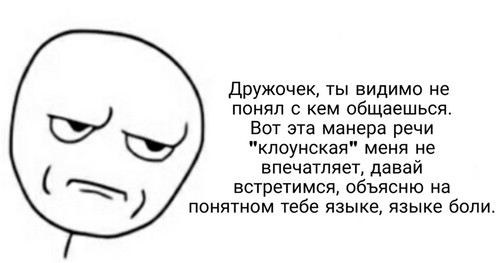 Дружочек, ты видимо не
понял с кем общаешься.
Вот эта манера речи
"клоунская" меня не
впечатляет, давай
встретимся, объясню на
понятном тебе языке, языке боли.